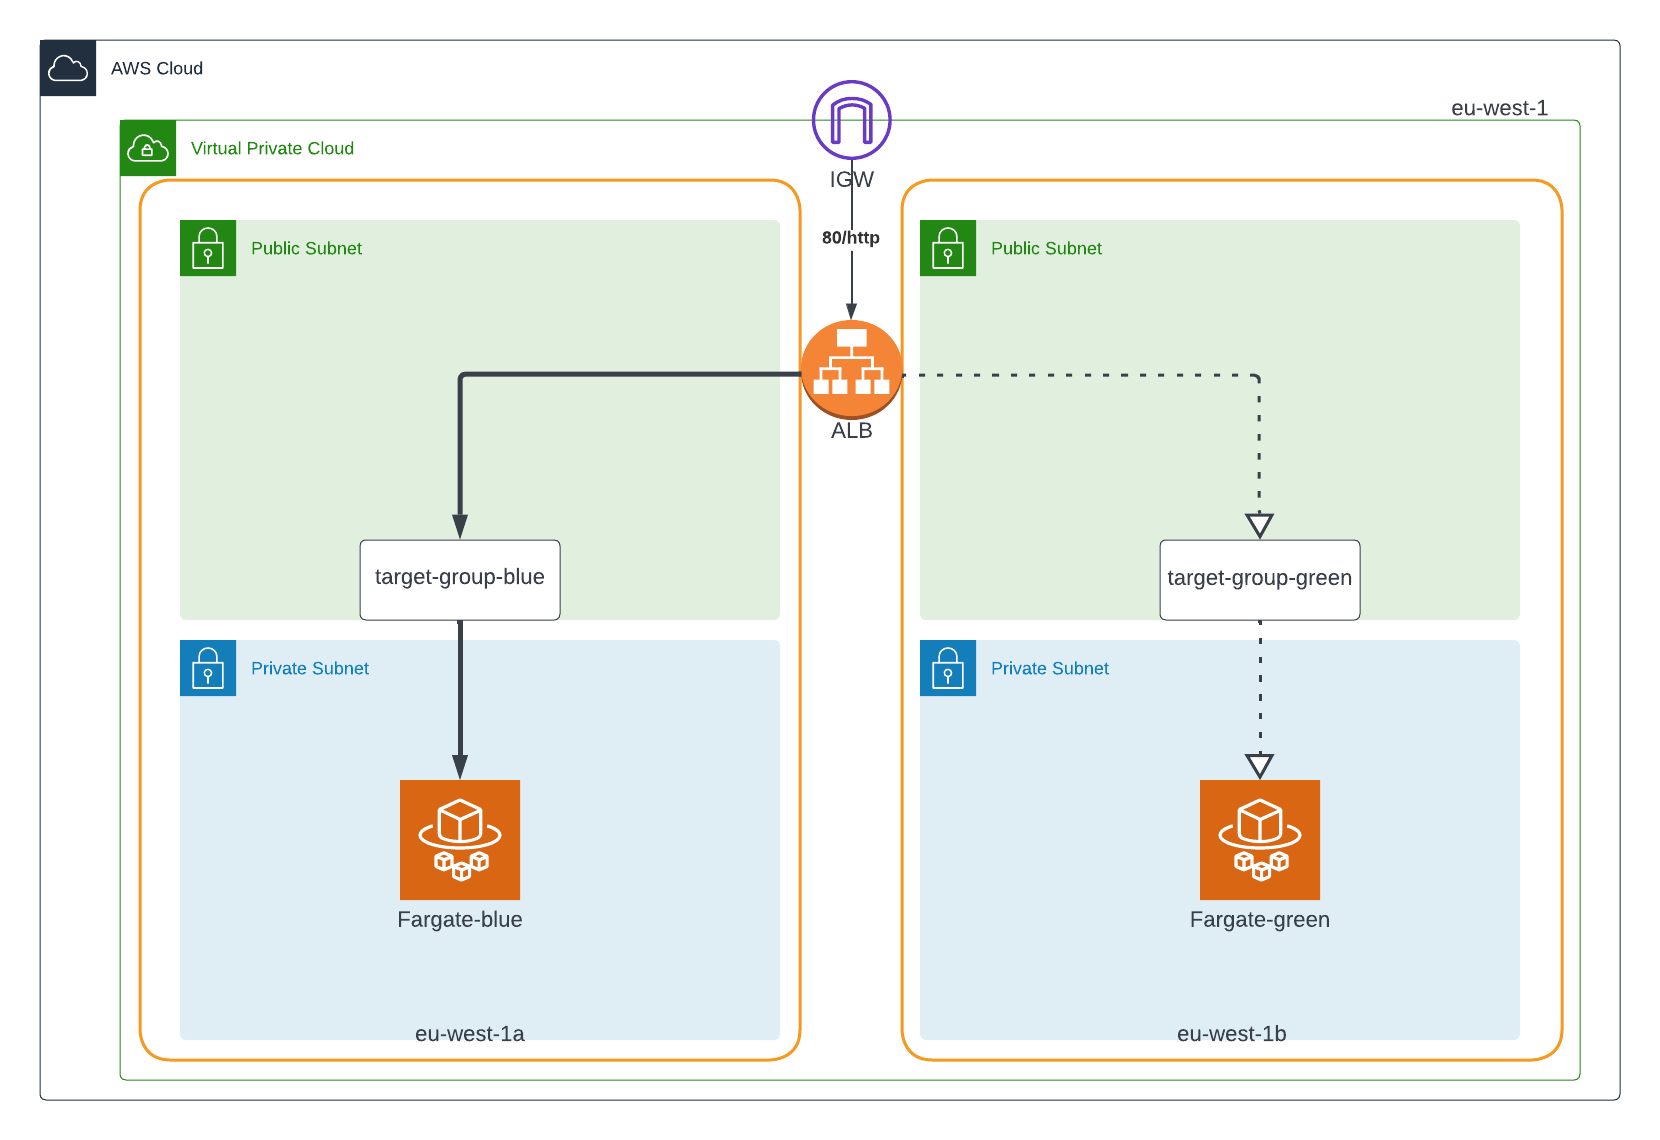 AWS Cloud
eu-west-1
Virtual Private Cloud
IGW
80/http
Public Subnet
Public Subnet
ALB
target-group-blue
target-group-green
Private Subnet
Private Subnet
Fargate-blue
Fargate-green
eu-west-1a
eu-west-1b